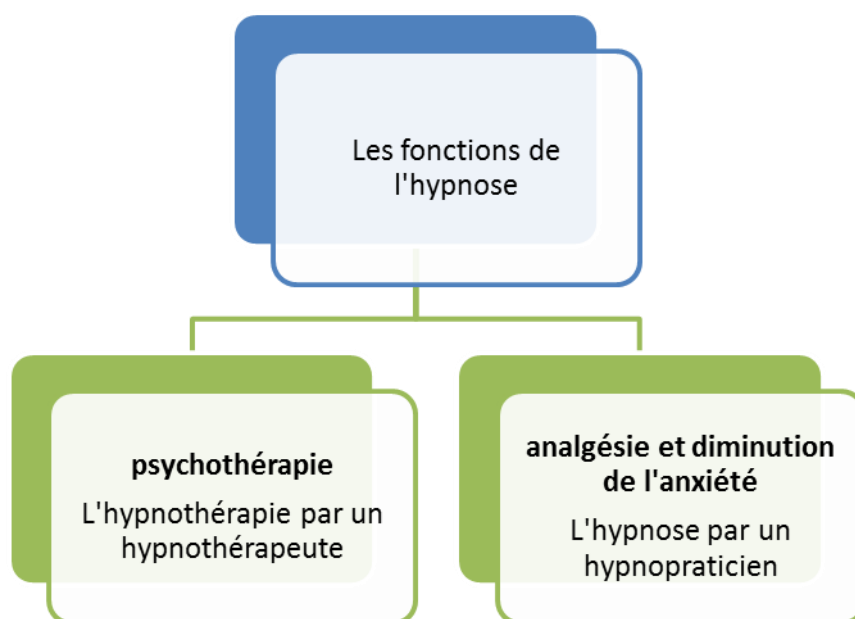 Les fonctions de
l'hypnose
psychothérapie
L'hypnothérapie par un
hypnothérapeute
analgésie et diminution
de l'anxiété
L'hypnose par un
hypnopraticien